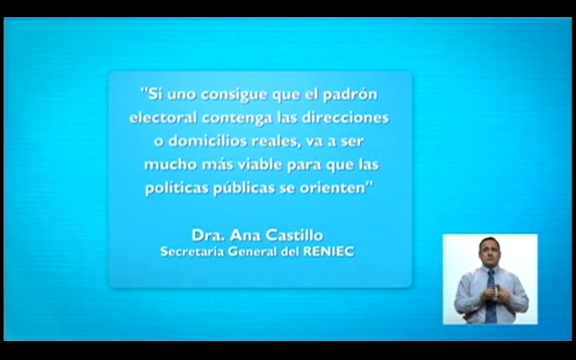 "Si uno consigue que el padrón
electoral contenga las direcciones
o domicilios reales, va a ser
mucho más viable para que las
políticas públicas se orienten"
Dra. Ana Castillo
Secretaria General del RENIEC